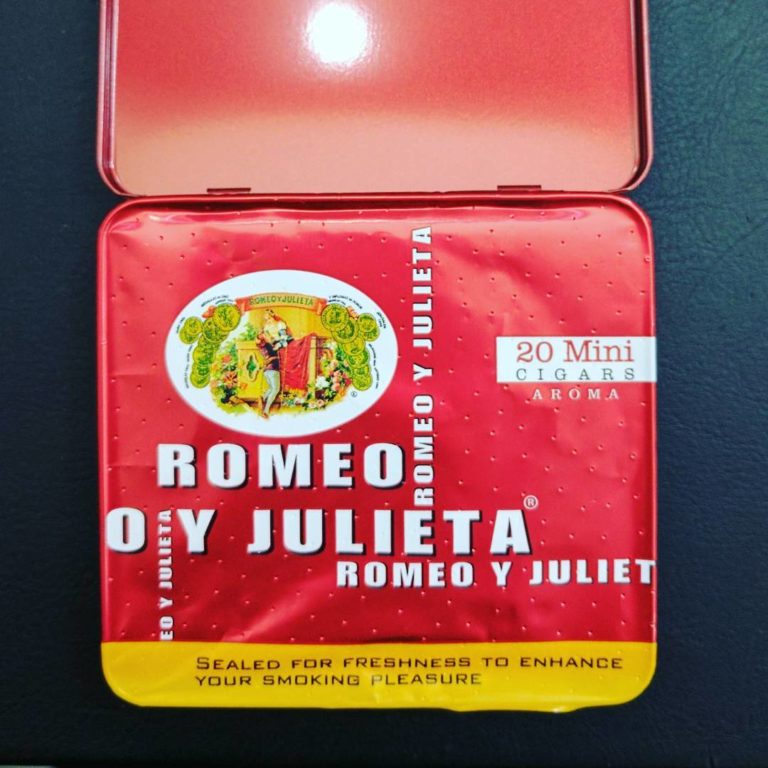 ROMEO Y JULIETA
ROMEO Y JULIETA
20 Mini
CIGARS
AROMA
ROMEO
O Y JULIETA®
EO Y JULIETA
ROMEO Y JULIET
SEALED FOR FRESHNESS TO ENHANCE
YOUR SMOKING PLEASURE